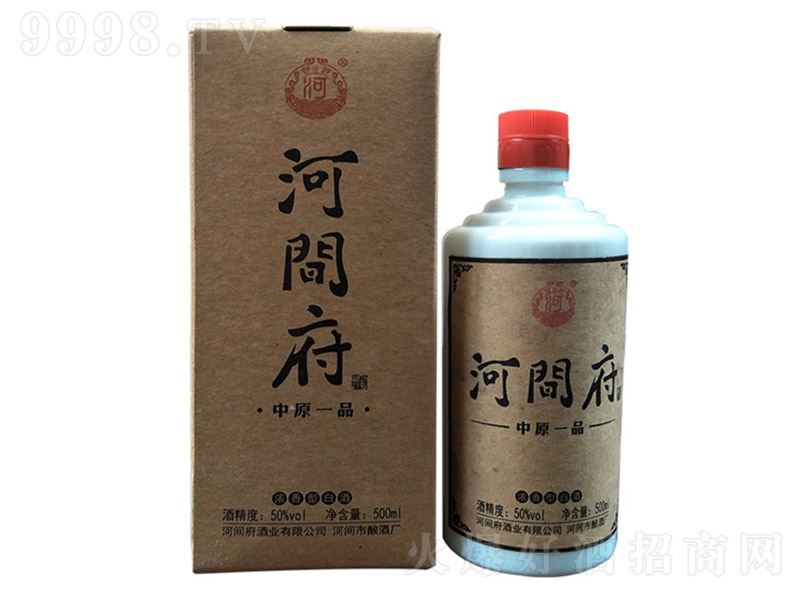 9998.TV
河
®
河
間
府
·中原一品·
浓香型白酒
酒精度：50%vol 净含量：500ml
河间府酒业有限公司 河间市酿酒厂
河
河間府
中原一品
浓香型白酒
酒精度：50%vol 净含量：500ml
河间府酒业有限公司 河间市酿酒厂
火爆好酒招商网